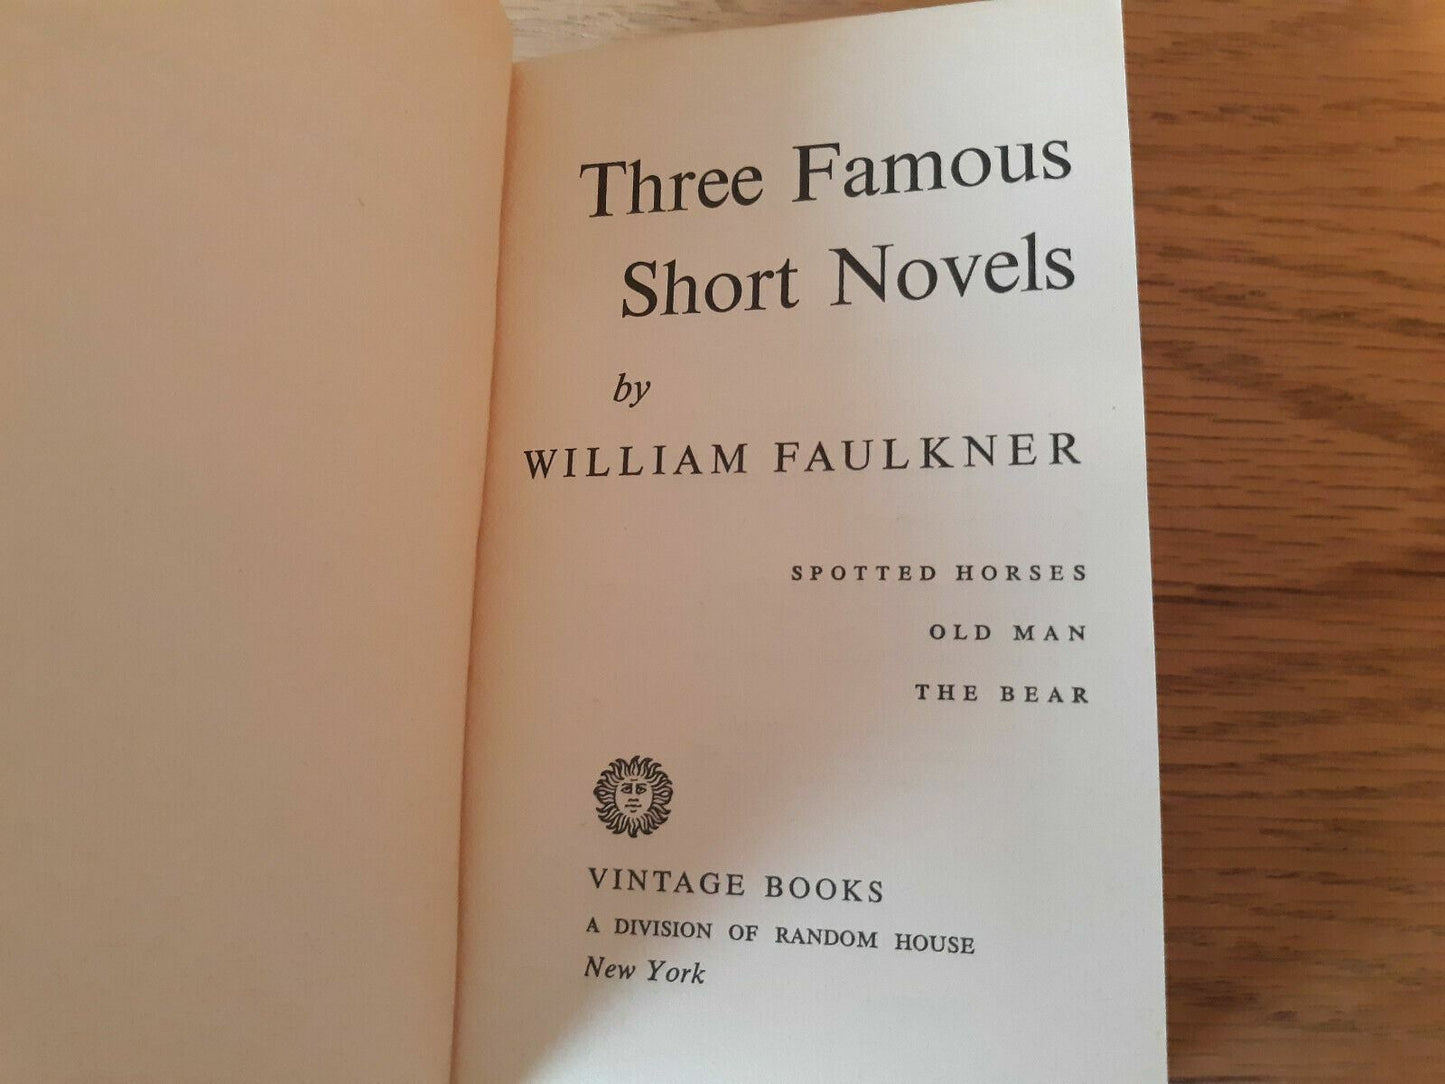 Three Famous
Short Novels
by
WILLIAM FAULKNER
SPOTTED HORSES
OLD MAN
THE BEAR
VINTAGE BOOKS
A DIVISION OF RANDOM HOUSE
New York